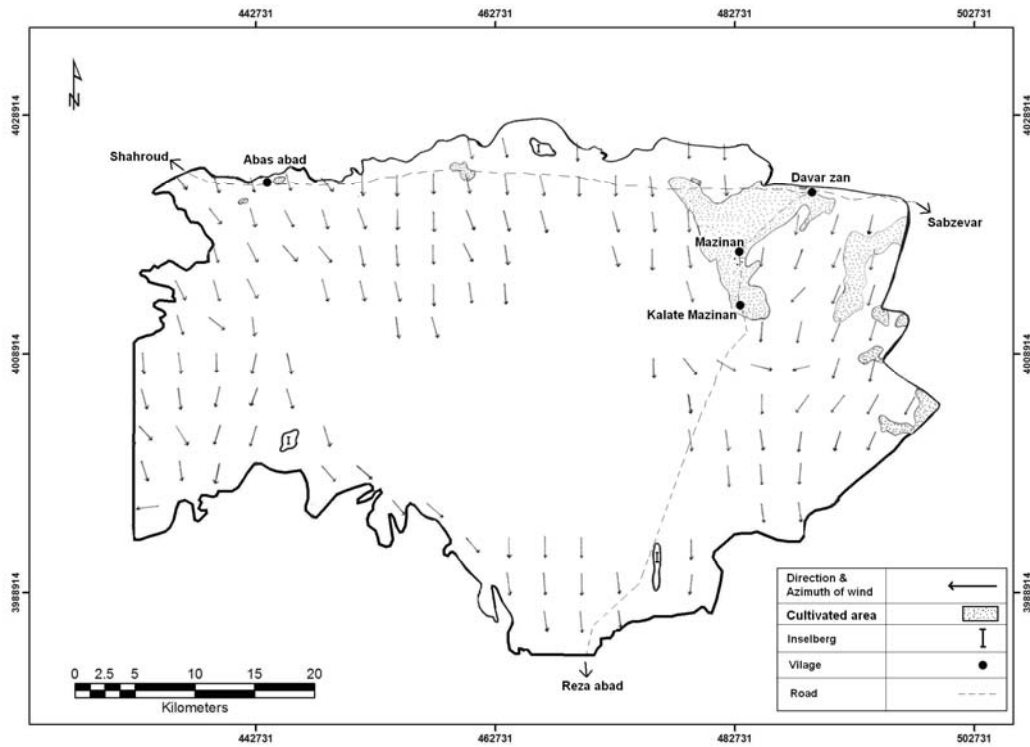 442731 462731 482731 502731
N
4028914 4028914
Shahroud
Abas abad
I
Davar zan
Sabzevar
Mazinan
Kalate Mazinan
4008914 4008914
I
I
3988914 3988914
Reza abad
Direction &
Azimuth of wind
Cultivated area
Inselberg I
Vilage
Road
0 2.5 5 10 15 20
Kilometers
442731 462731 482731 502731